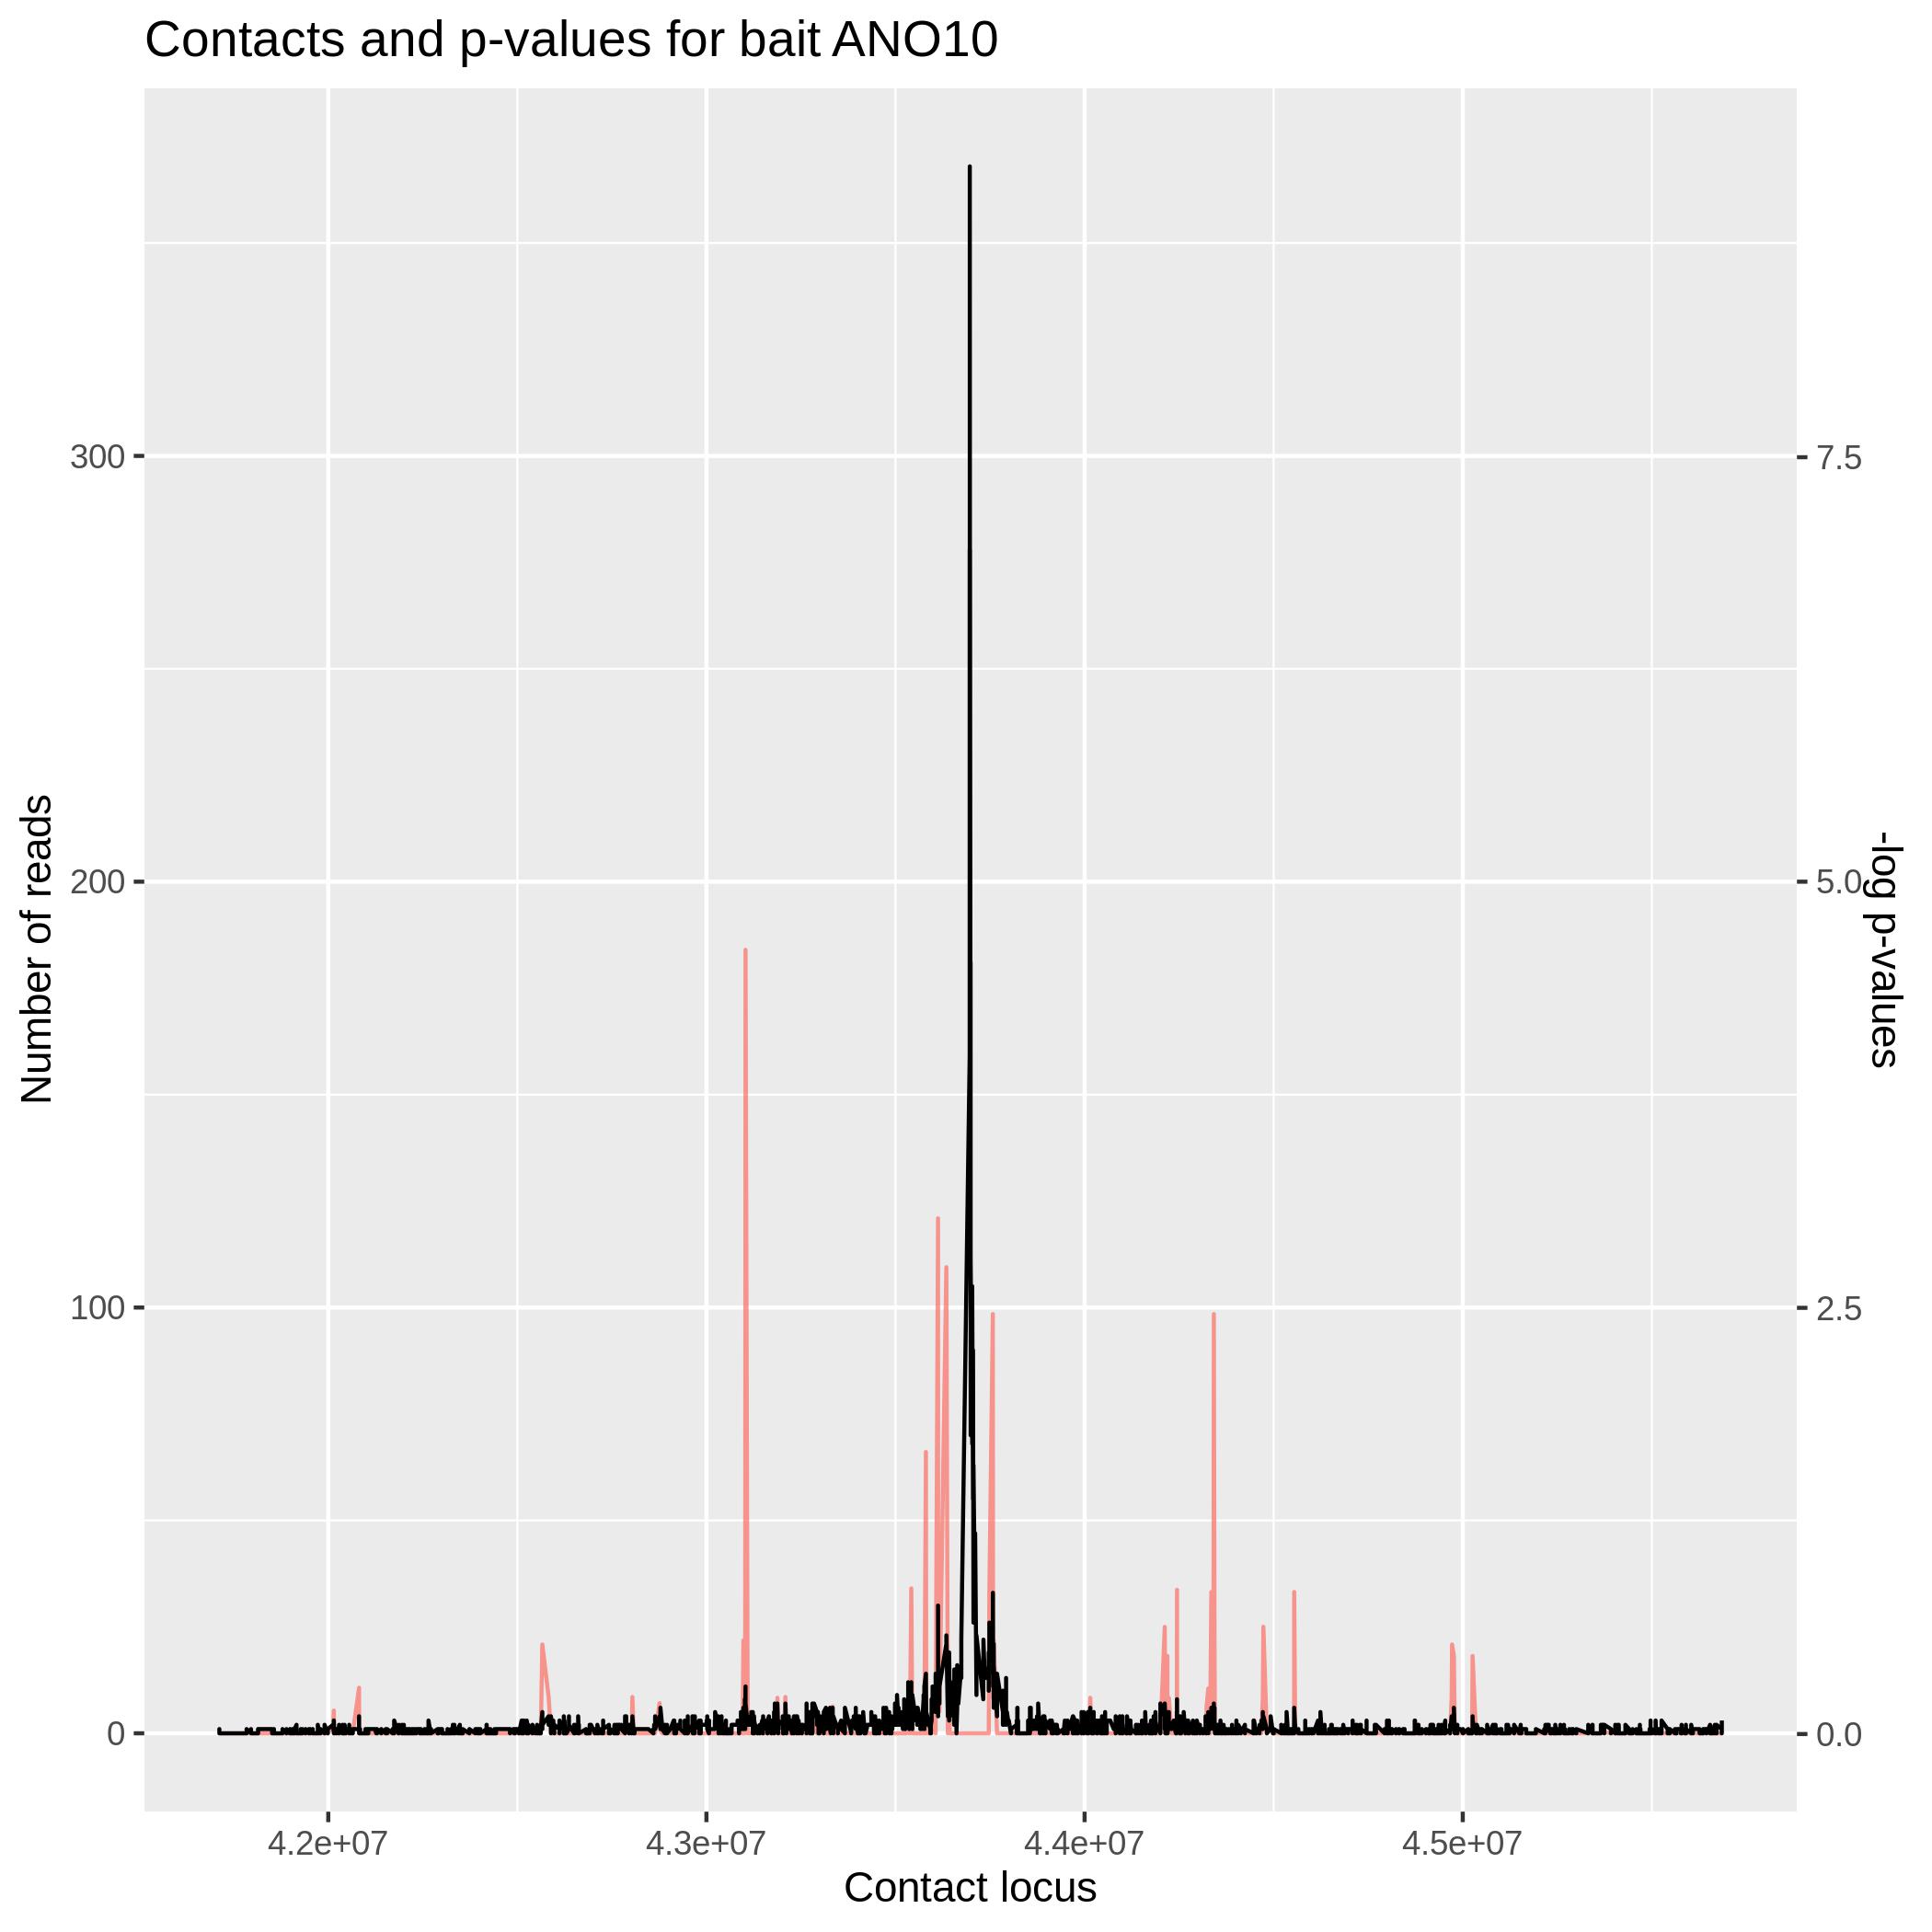 Contacts and p-values for bait ANO10
Number of reads
300
200
100
0
7.5
5.0
2.5
0.0
-log p-values
4.2e+07
4.3e+07
4.4e+07
4.5e+07
Contact locus